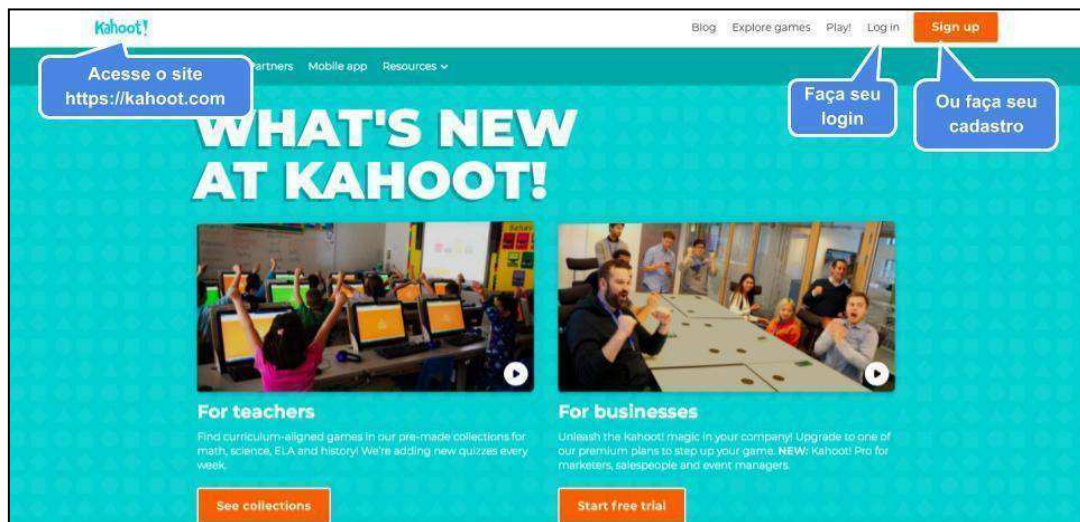 Kahoot!
Blog Explore games Play! Log in Sign up
Acesse o site
https://kahoot.com
Partners Mobile app Resources
Faça seu
login
Ou faça seu
cadastro
WHAT'S NEW
AT KAHOOT!
For teachers
Find curriculum-aligned games in our pre-made collections for
math, science, ELA and history! We're adding new quizzes every
week.
See collections
For businesses
Unleash the Kahoot! magic in your company! Upgrade to one of
our premium plans to step up your game. NEW: Kahoot! Pro for
marketers, salespeople and event managers.
Start free trial